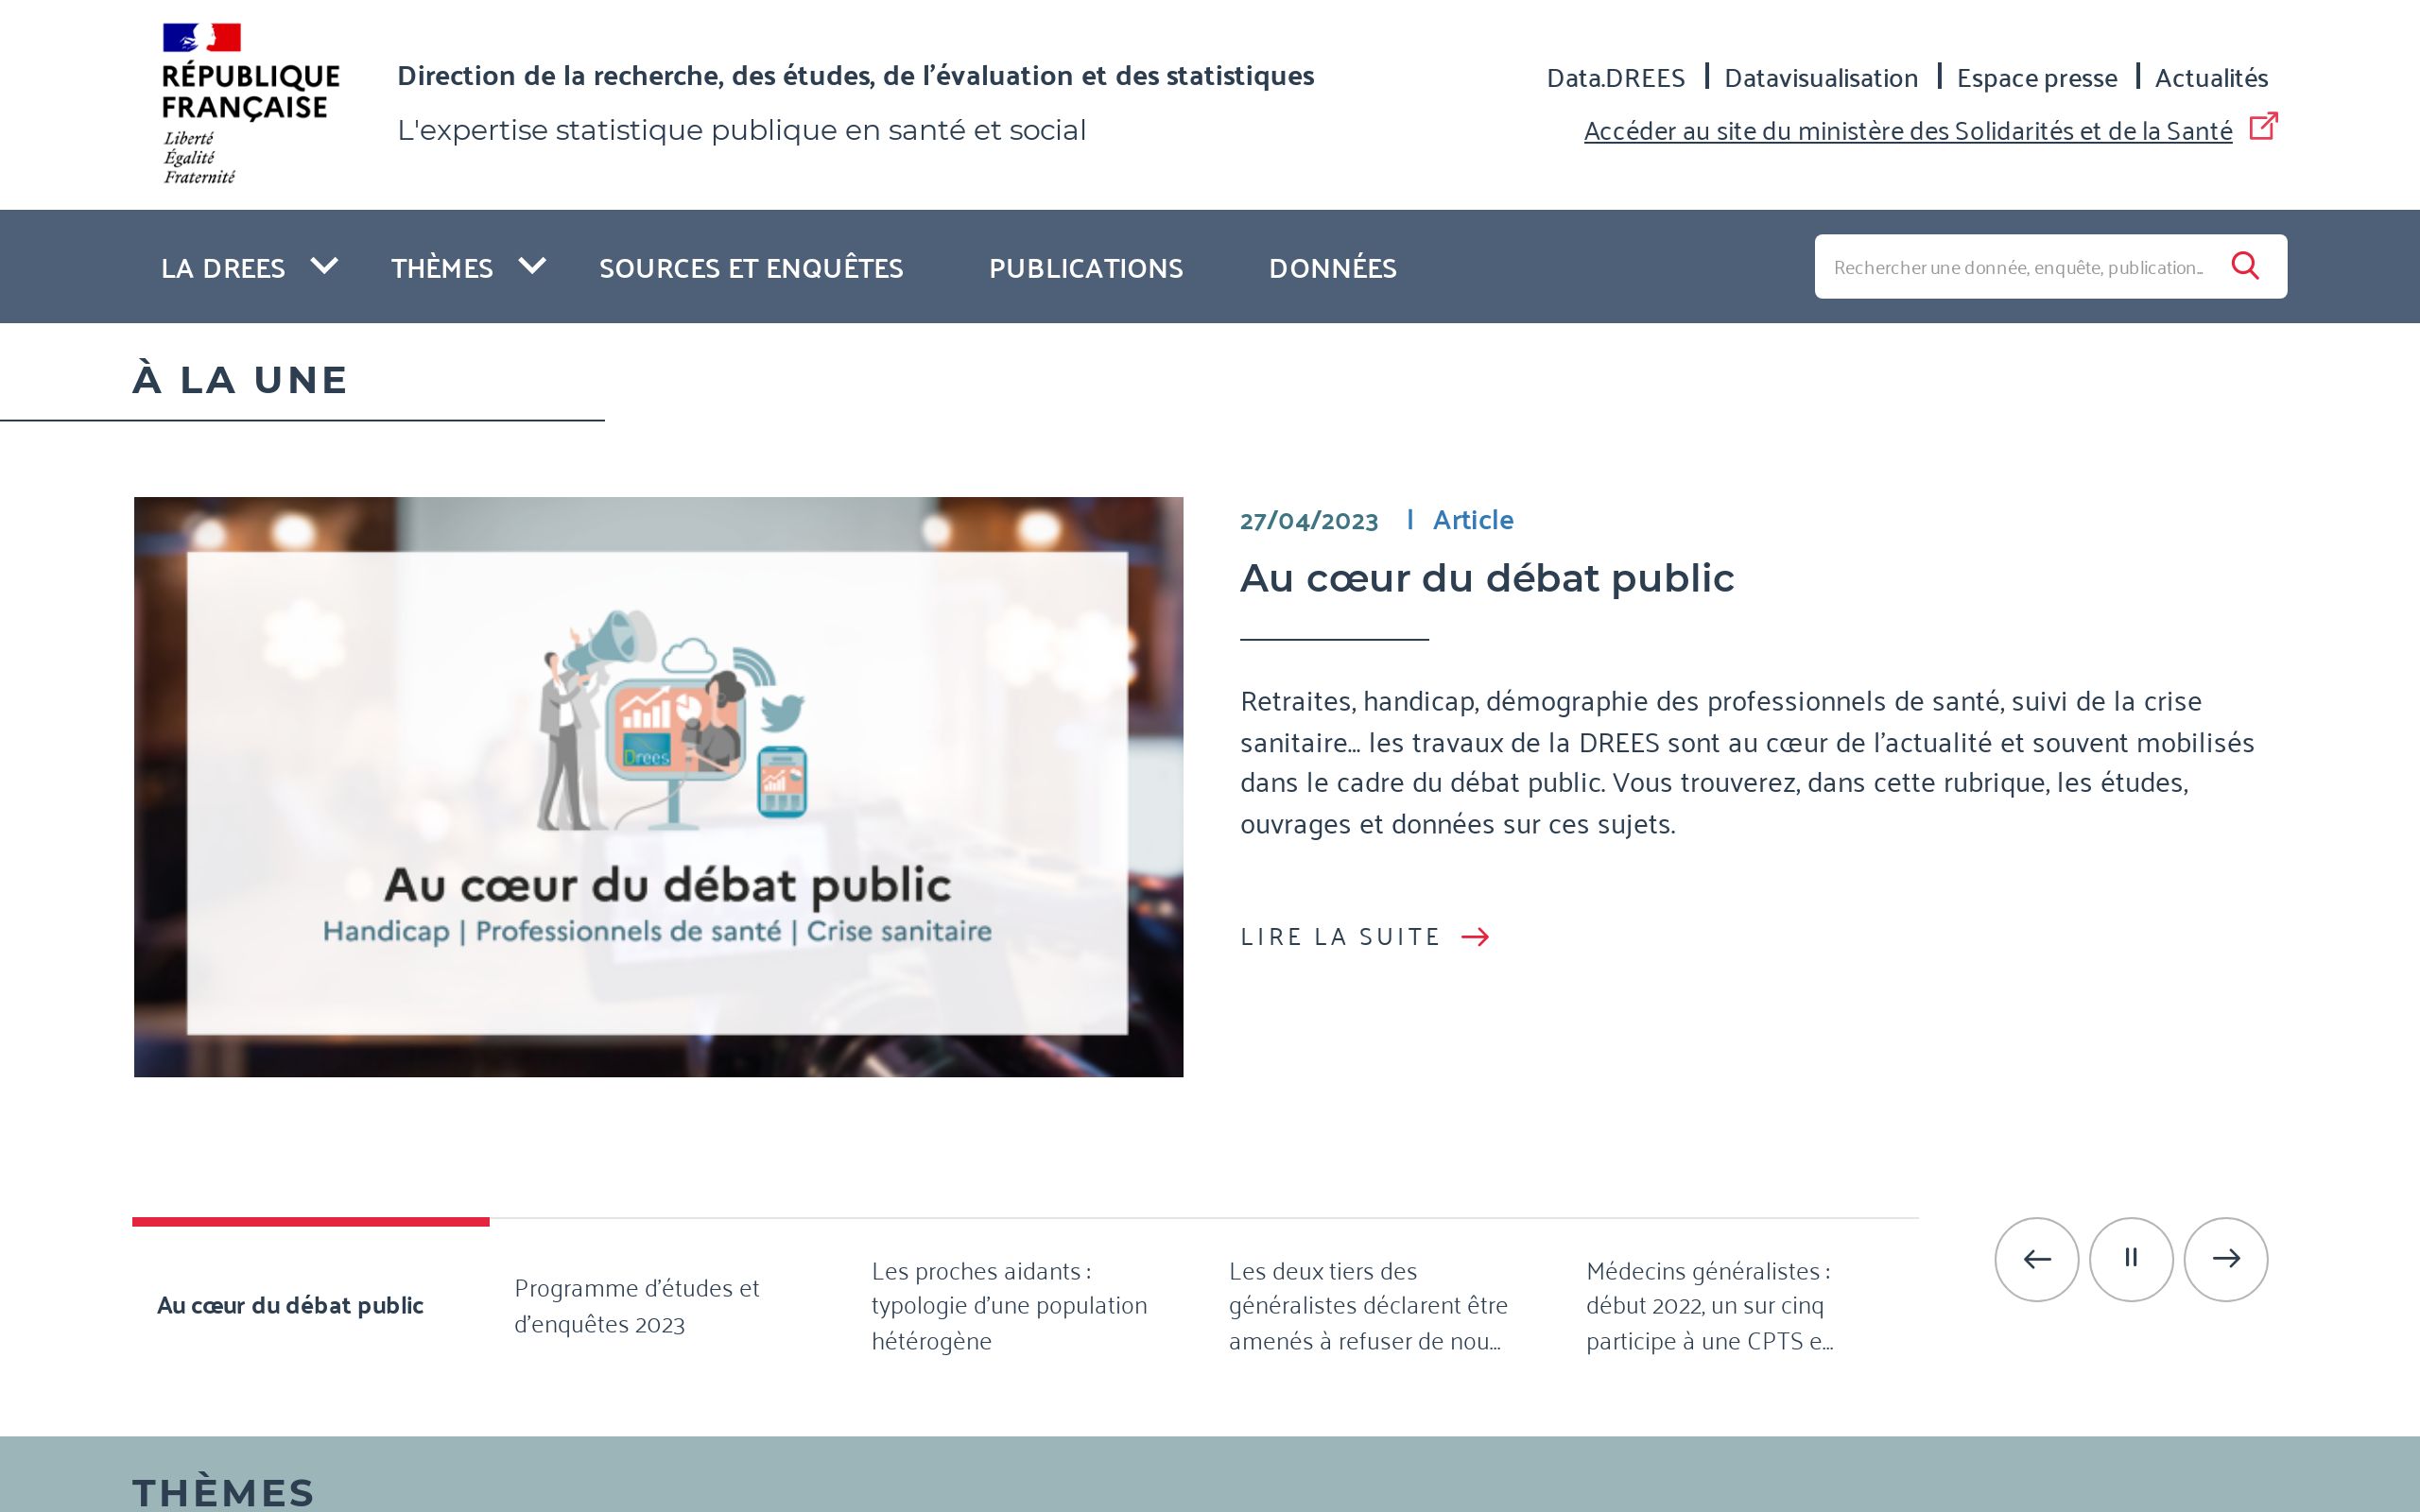 RÉPUBLIQUE
FRANÇAISE
Liberté
Égalité
Fraternité
Direction de la recherche, des études, de l'évaluation et des statistiques
L'expertise statistique publique en santé et social
Data.DREES | Datavisualisation | Espace presse | Actualités
Accéder au site du ministère des Solidarités et de la Santé
LA DREES THÈMES SOURCES ET ENQUÊTES PUBLICATIONS DONNÉES
Rechercher une donnée, enquête, publication...
À LA UNE
Drees
Au cœur du débat public
Handicap | Professionnels de santé | Crise sanitaire
27/04/2023 | Article
Au cœur du débat public
Retraites, handicap, démographie des professionnels de santé, suivi de la crise
sanitaire... les travaux de la DREES sont au cœur de l'actualité et souvent mobilisés
dans le cadre du débat public. Vous trouverez, dans cette rubrique, les études,
ouvrages et données sur ces sujets.
LIRE LA SUITE
Au cœur du débat public
Programme d'études et
d'enquêtes 2023
Les proches aidants :
typologie d'une population
hétérogène
Les deux tiers des
généralistes déclarent être
amenés à refuser de nou...
Médecins généralistes :
début 2022, un sur cinq
participe à une CPTS e...
THÈMES